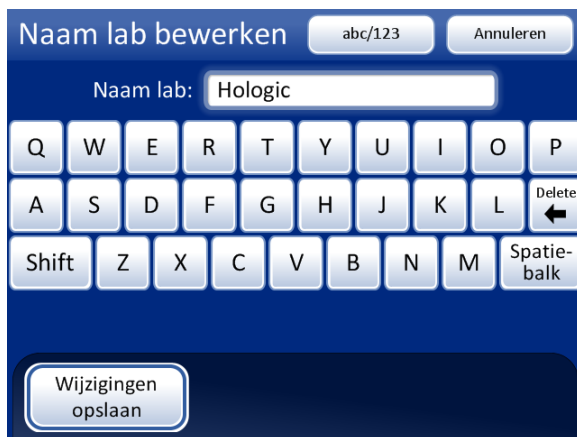 Naam lab bewerken abc/123 Annuleren
Naam lab: Hologic
Q W E R T Y U I O P
A S D F G H J K L Delete
Shift Z X C V B N M Spatie-
balk
Wijzigingen
opslaan